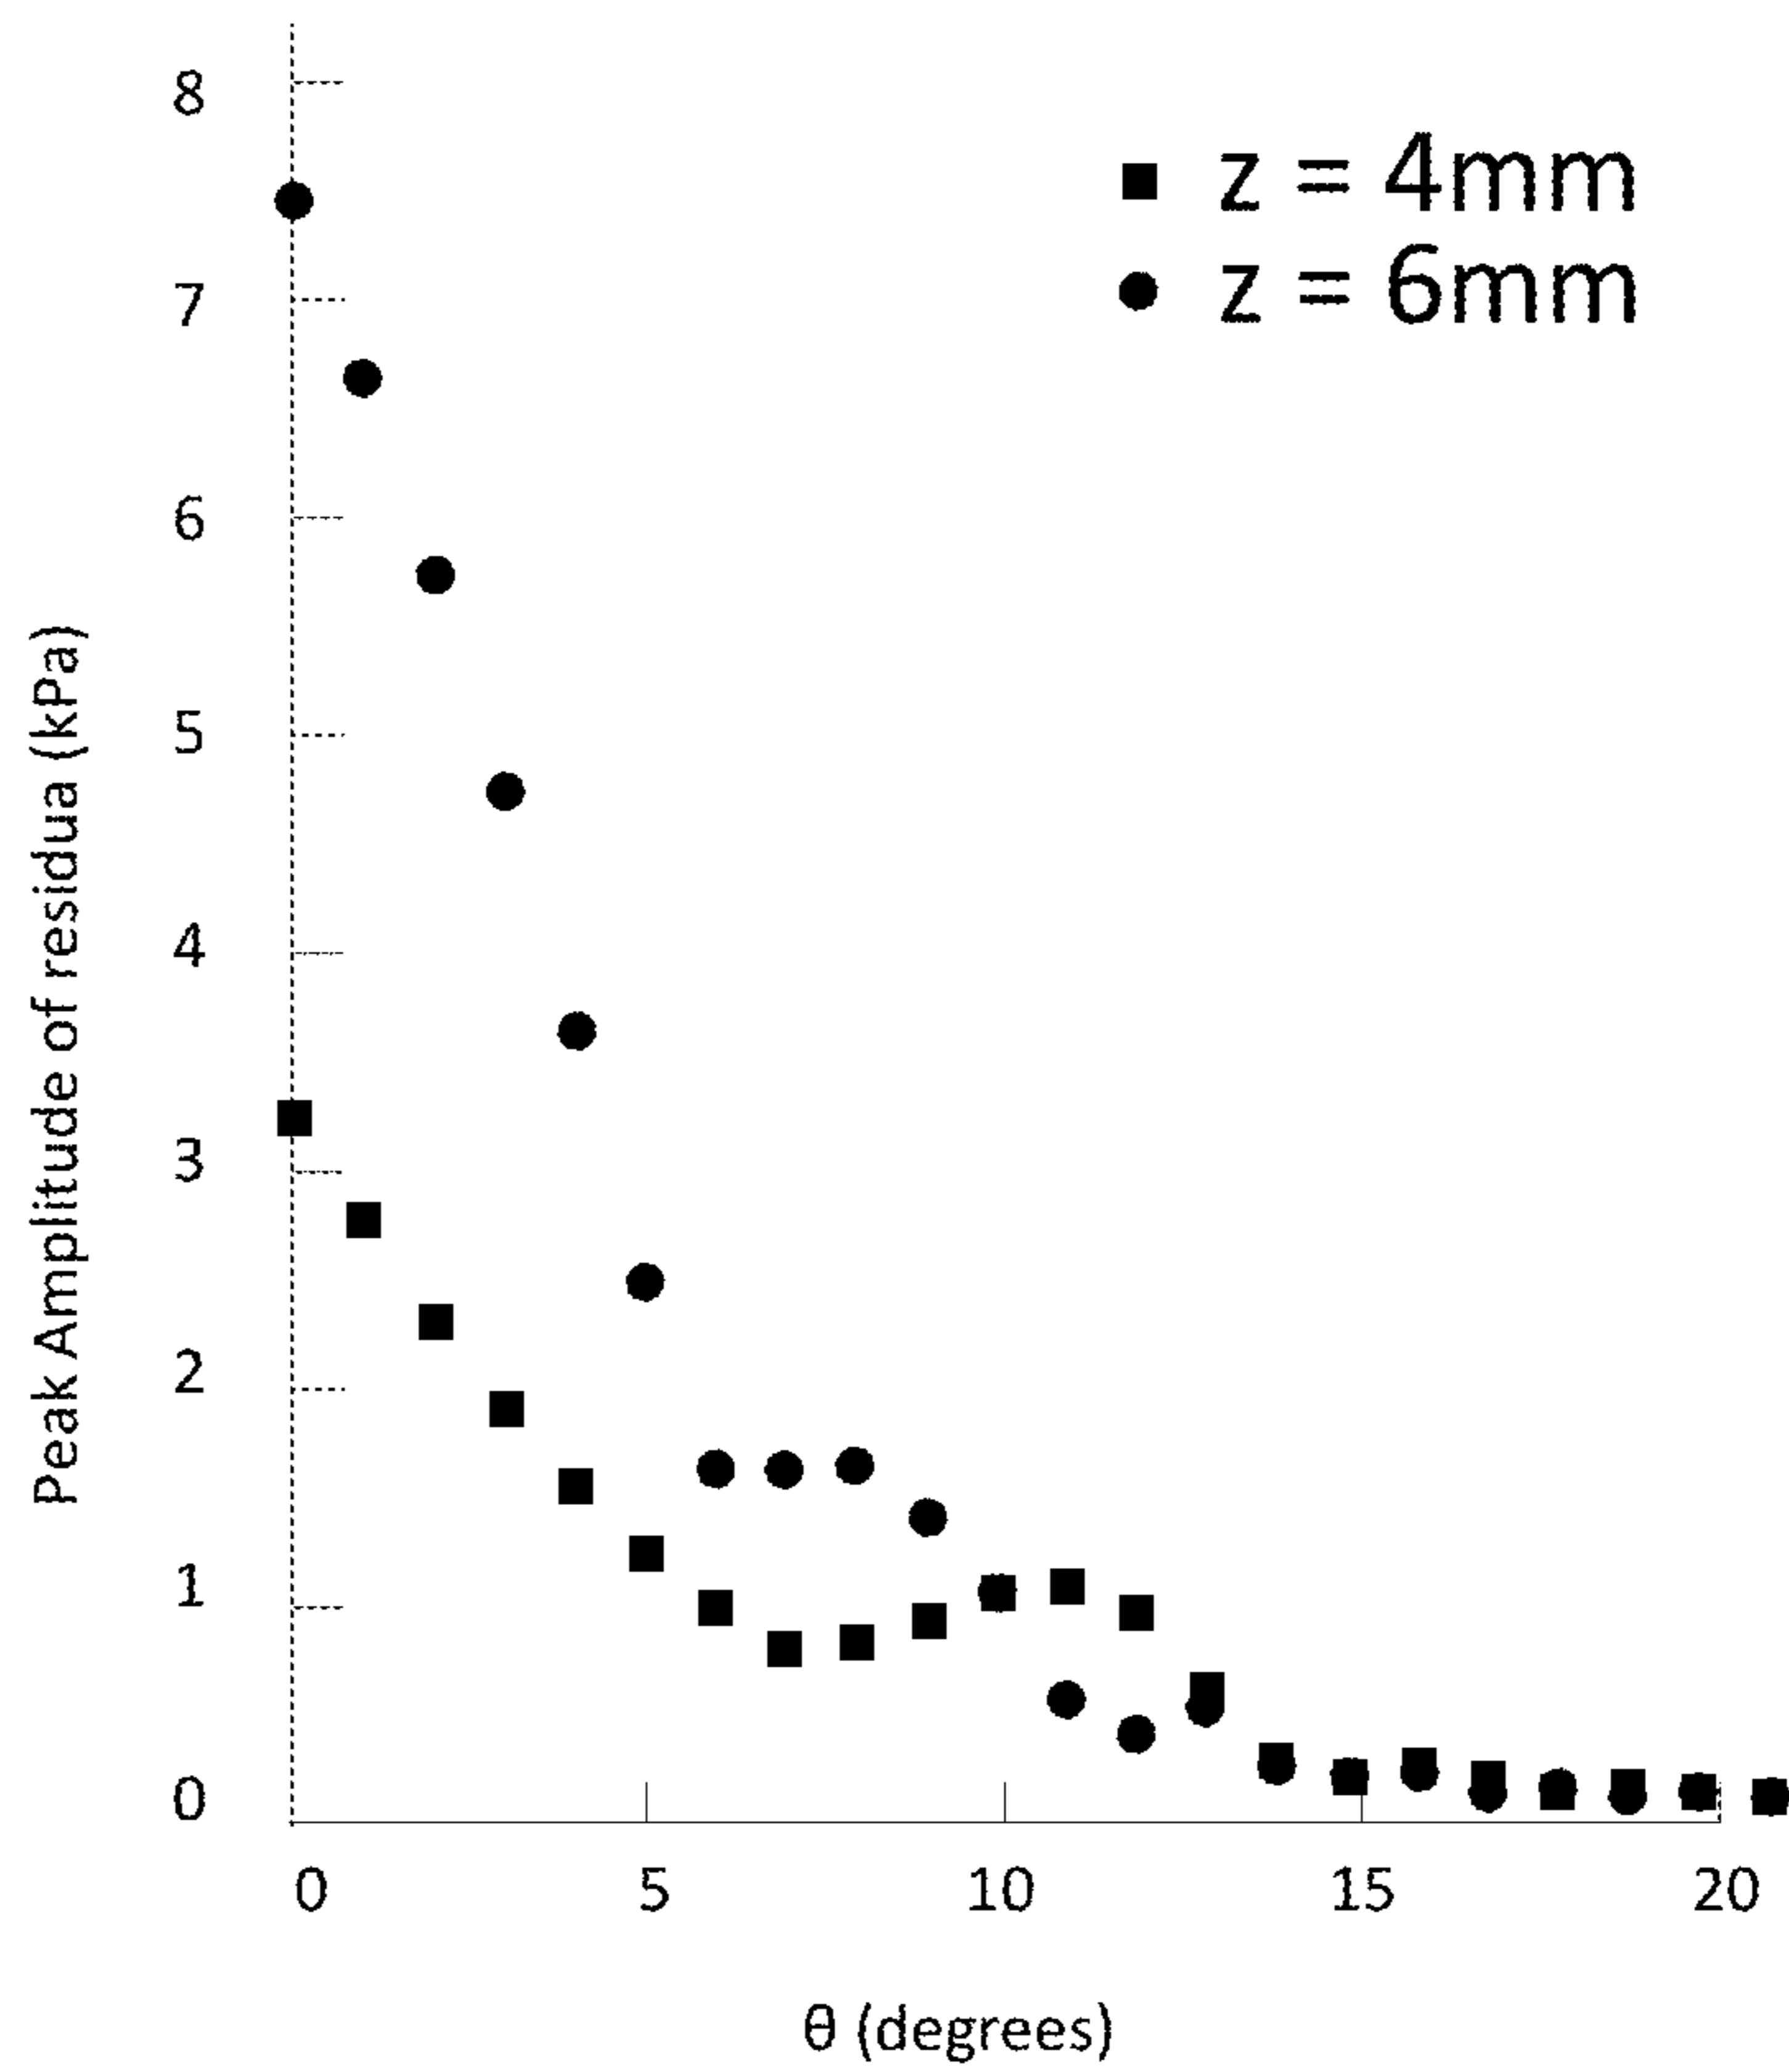 8
7
6
5
4
3
2
1
0
Peak Amplitude of residua (kPa)
z = 4mm
z = 6mm
0 5 10 15 20
θ (degrees)